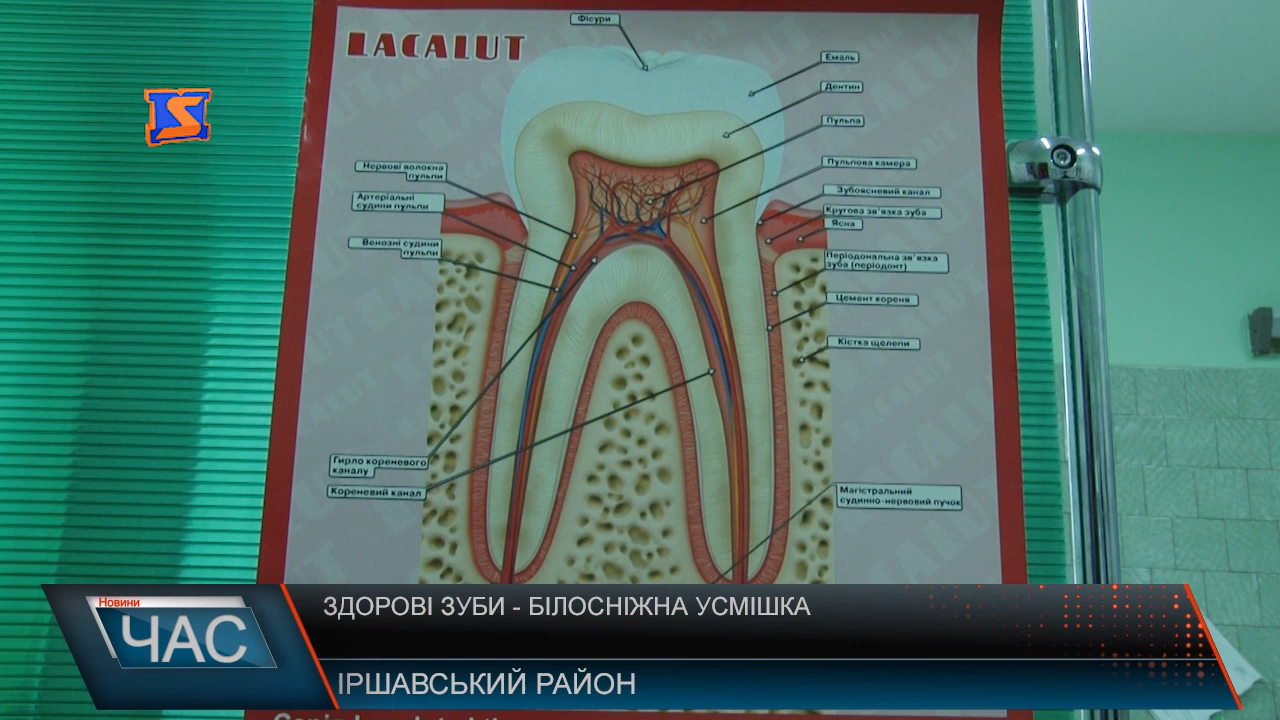 LACALUT
Фісури
Емаль
Дентин
Пульпа
Пульпова камера
Зубоясневий канал
Кругова зв'язка зуба
Ясна
Періодональна зв'язка
зуба (періодонт)
Цемент кореня
Кістка щелепи
Нервові волокна
пульпи
Артеріальні
судини пульпи
Венозні судини
пульпи
Гирло кореневого
каналу
Кореневий канал
Магістральний
судинно-нервовий пучок
Новини
ЧАС
ЗДОРОВІ ЗУБИ - БІЛОСНІЖНА УСМІШКА
ІРШАВСЬКИЙ РАЙОН